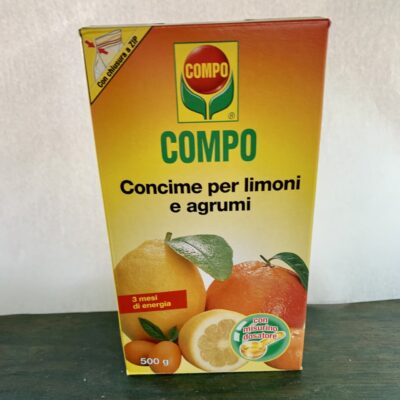 Con chiusura a ZIP
COMPO
®
COMPO
Concime per limoni
e agrumi
3 mesi
di energia
con
misurino
dosatore
500 g